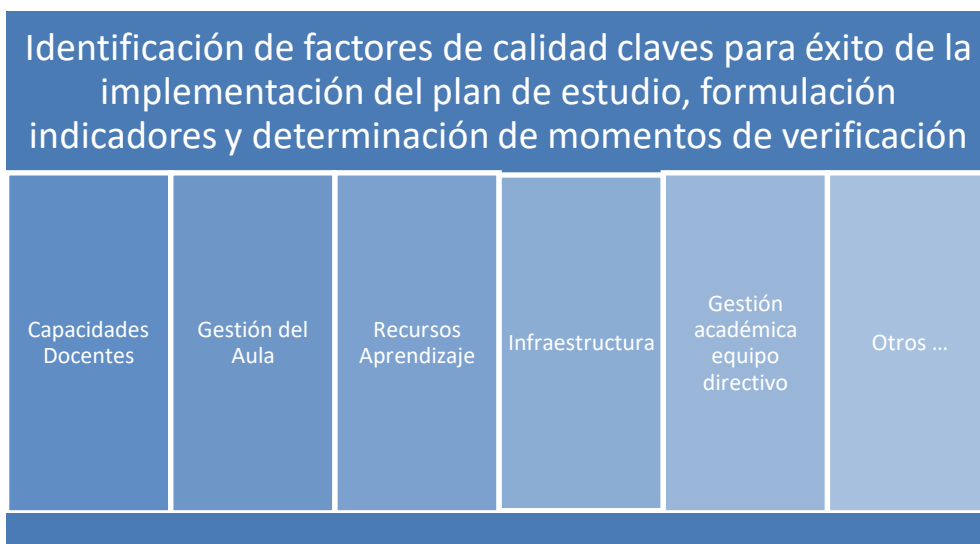 Identificación de factores de calidad claves para éxito de la
implementación del plan de estudio, formulación
indicadores y determinación de momentos de verificación
Capacidades
Docentes
Gestión del
Aula
Recursos
Aprendizaje
Infraestructura
Gestión
académica
equipo
directivo
Otros ...